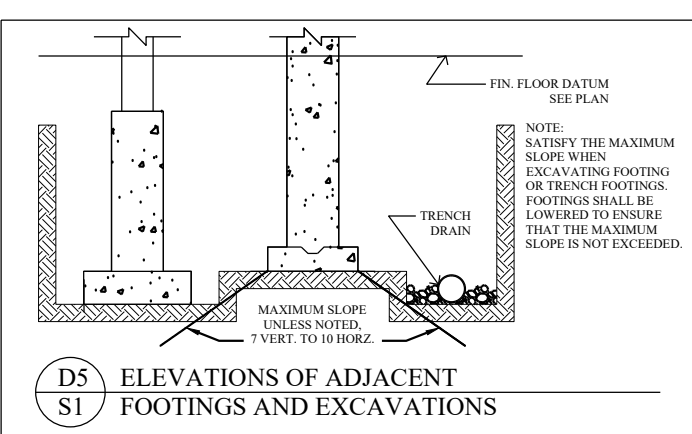 FIN. FLOOR DATUM
SEE PLAN
NOTE:
SATISFY THE MAXIMUM
SLOPE WHEN
EXCAVATING FOOTING
OR TRENCH FOOTINGS.
FOOTINGS SHALL BE
LOWERED TO ENSURE
THAT THE MAXIMUM
SLOPE IS NOT EXCEEDED.
TRENCH
DRAIN
MAXIMUM SLOPE
UNLESS NOTED,
7 VERT. TO 10 HORZ.
D5 ELEVATIONS OF ADJACENT
S1 FOOTINGS AND EXCAVATIONS